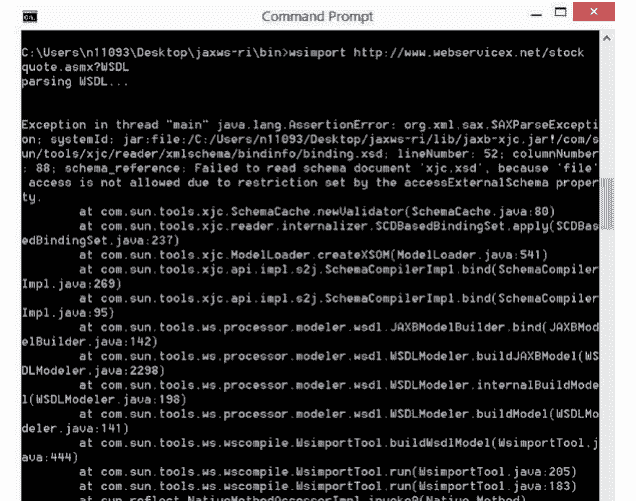 Command Prompt
C:\Users\n11093\Desktop\jaxws-ri\bin>wsimport http://www.webservicex.net/stock
quote.asmx?WSDL
parsing WSDL...
Exception in thread "main" java.lang.AssertionError: org.xml.sax.SAXParseExcepti
on; systemId: jar:file:/C:/Users/n11093/Desktop/jaxws-ri/lib/jaxb-xjc.jar!/com/s
un/tools/xjc/reader/xmlschema/bindinfo/binding.xsd; lineNumber: 52; columnNumber
: 88; schema_reference: Failed to read schema document 'xjc.xsd', because 'file'
access is not allowed due to restriction set by the accessExternalSchema proper
ty.
at com.sun.tools.xjc.SchemaCache.newValidator(SchemaCache.java:80)
at com.sun.tools.xjc.reader.internalizer.SCDBasedBindingSet.apply(SCDBas
edBindingSet.java:237)
at com.sun.tools.xjc.ModelLoader.createXSOM(ModelLoader.java:541)
at com.sun.tools.xjc.api.impl.s2j.SchemaCompilerImpl.bind(SchemaCompiler
Impl.java:269)
at com.sun.tools.xjc.api.impl.s2j.SchemaCompilerImpl.bind(SchemaCompiler
Impl.java:95)
at com.sun.tools.ws.processor.modeler.wsdl.JAXBModelBuilder.bind(JAXBMod
elBuilder.java:142)
at com.sun.tools.ws.processor.modeler.wsdl.WSDLModeler.buildJAXBModel(WS
DLModeler.java:2298)
at com.sun.tools.ws.processor.modeler.wsdl.WSDLModeler.internalBuildMode
l(WSDLModeler.java:198)
at com.sun.tools.ws.processor.modeler.wsdl.WSDLModeler.buildModel(WSDLMo
deler.java:141)
at com.sun.tools.ws.wscompile.WsimportTool.buildWsdlModel(WsimportTool.j
ava:444)
at com.sun.tools.ws.wscompile.WsimportTool.run(WsimportTool.java:205)
at com.sun.tools.ws.wscompile.WsimportTool.run(WsimportTool.java:183)
at sun.reflect.NativeMethodAccessorImpl.invoke0(Native Method)